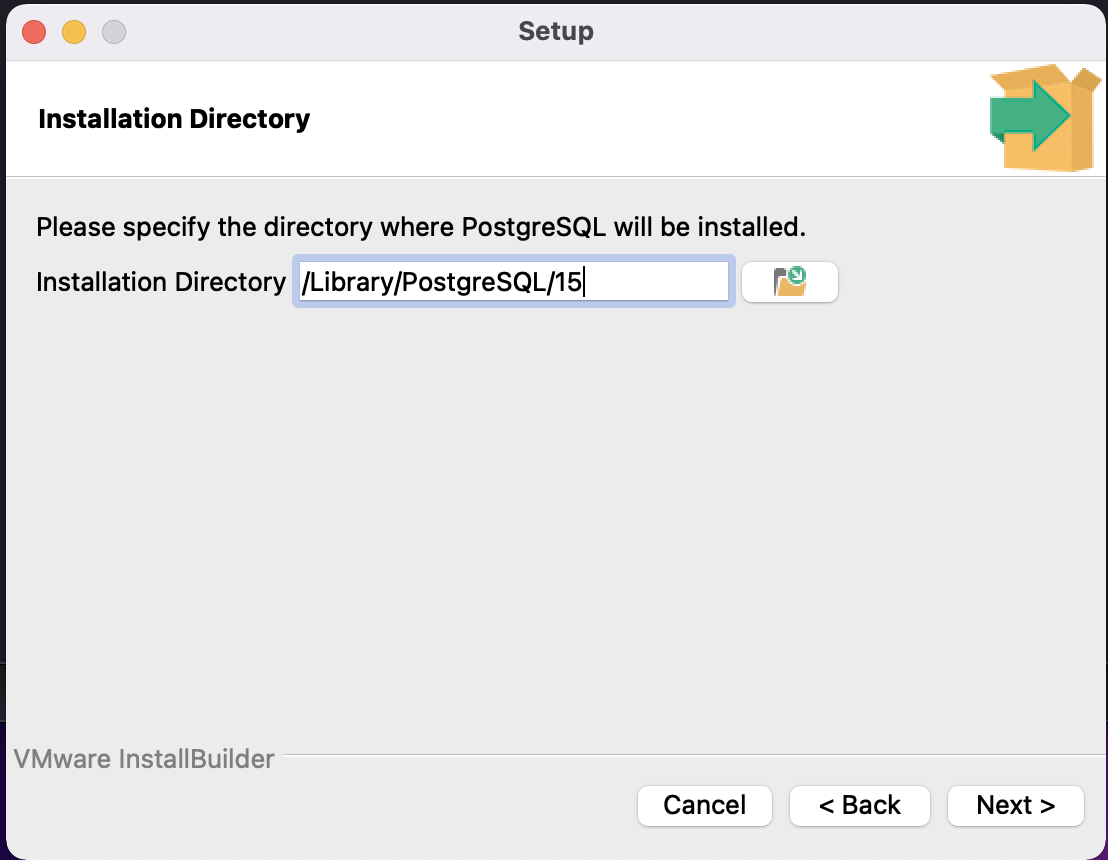 Setup
Installation Directory
Please specify the directory where PostgreSQL will be installed.
Installation Directory /Library/PostgreSQL/15
VMware InstallBuilder
Cancel < Back Next >